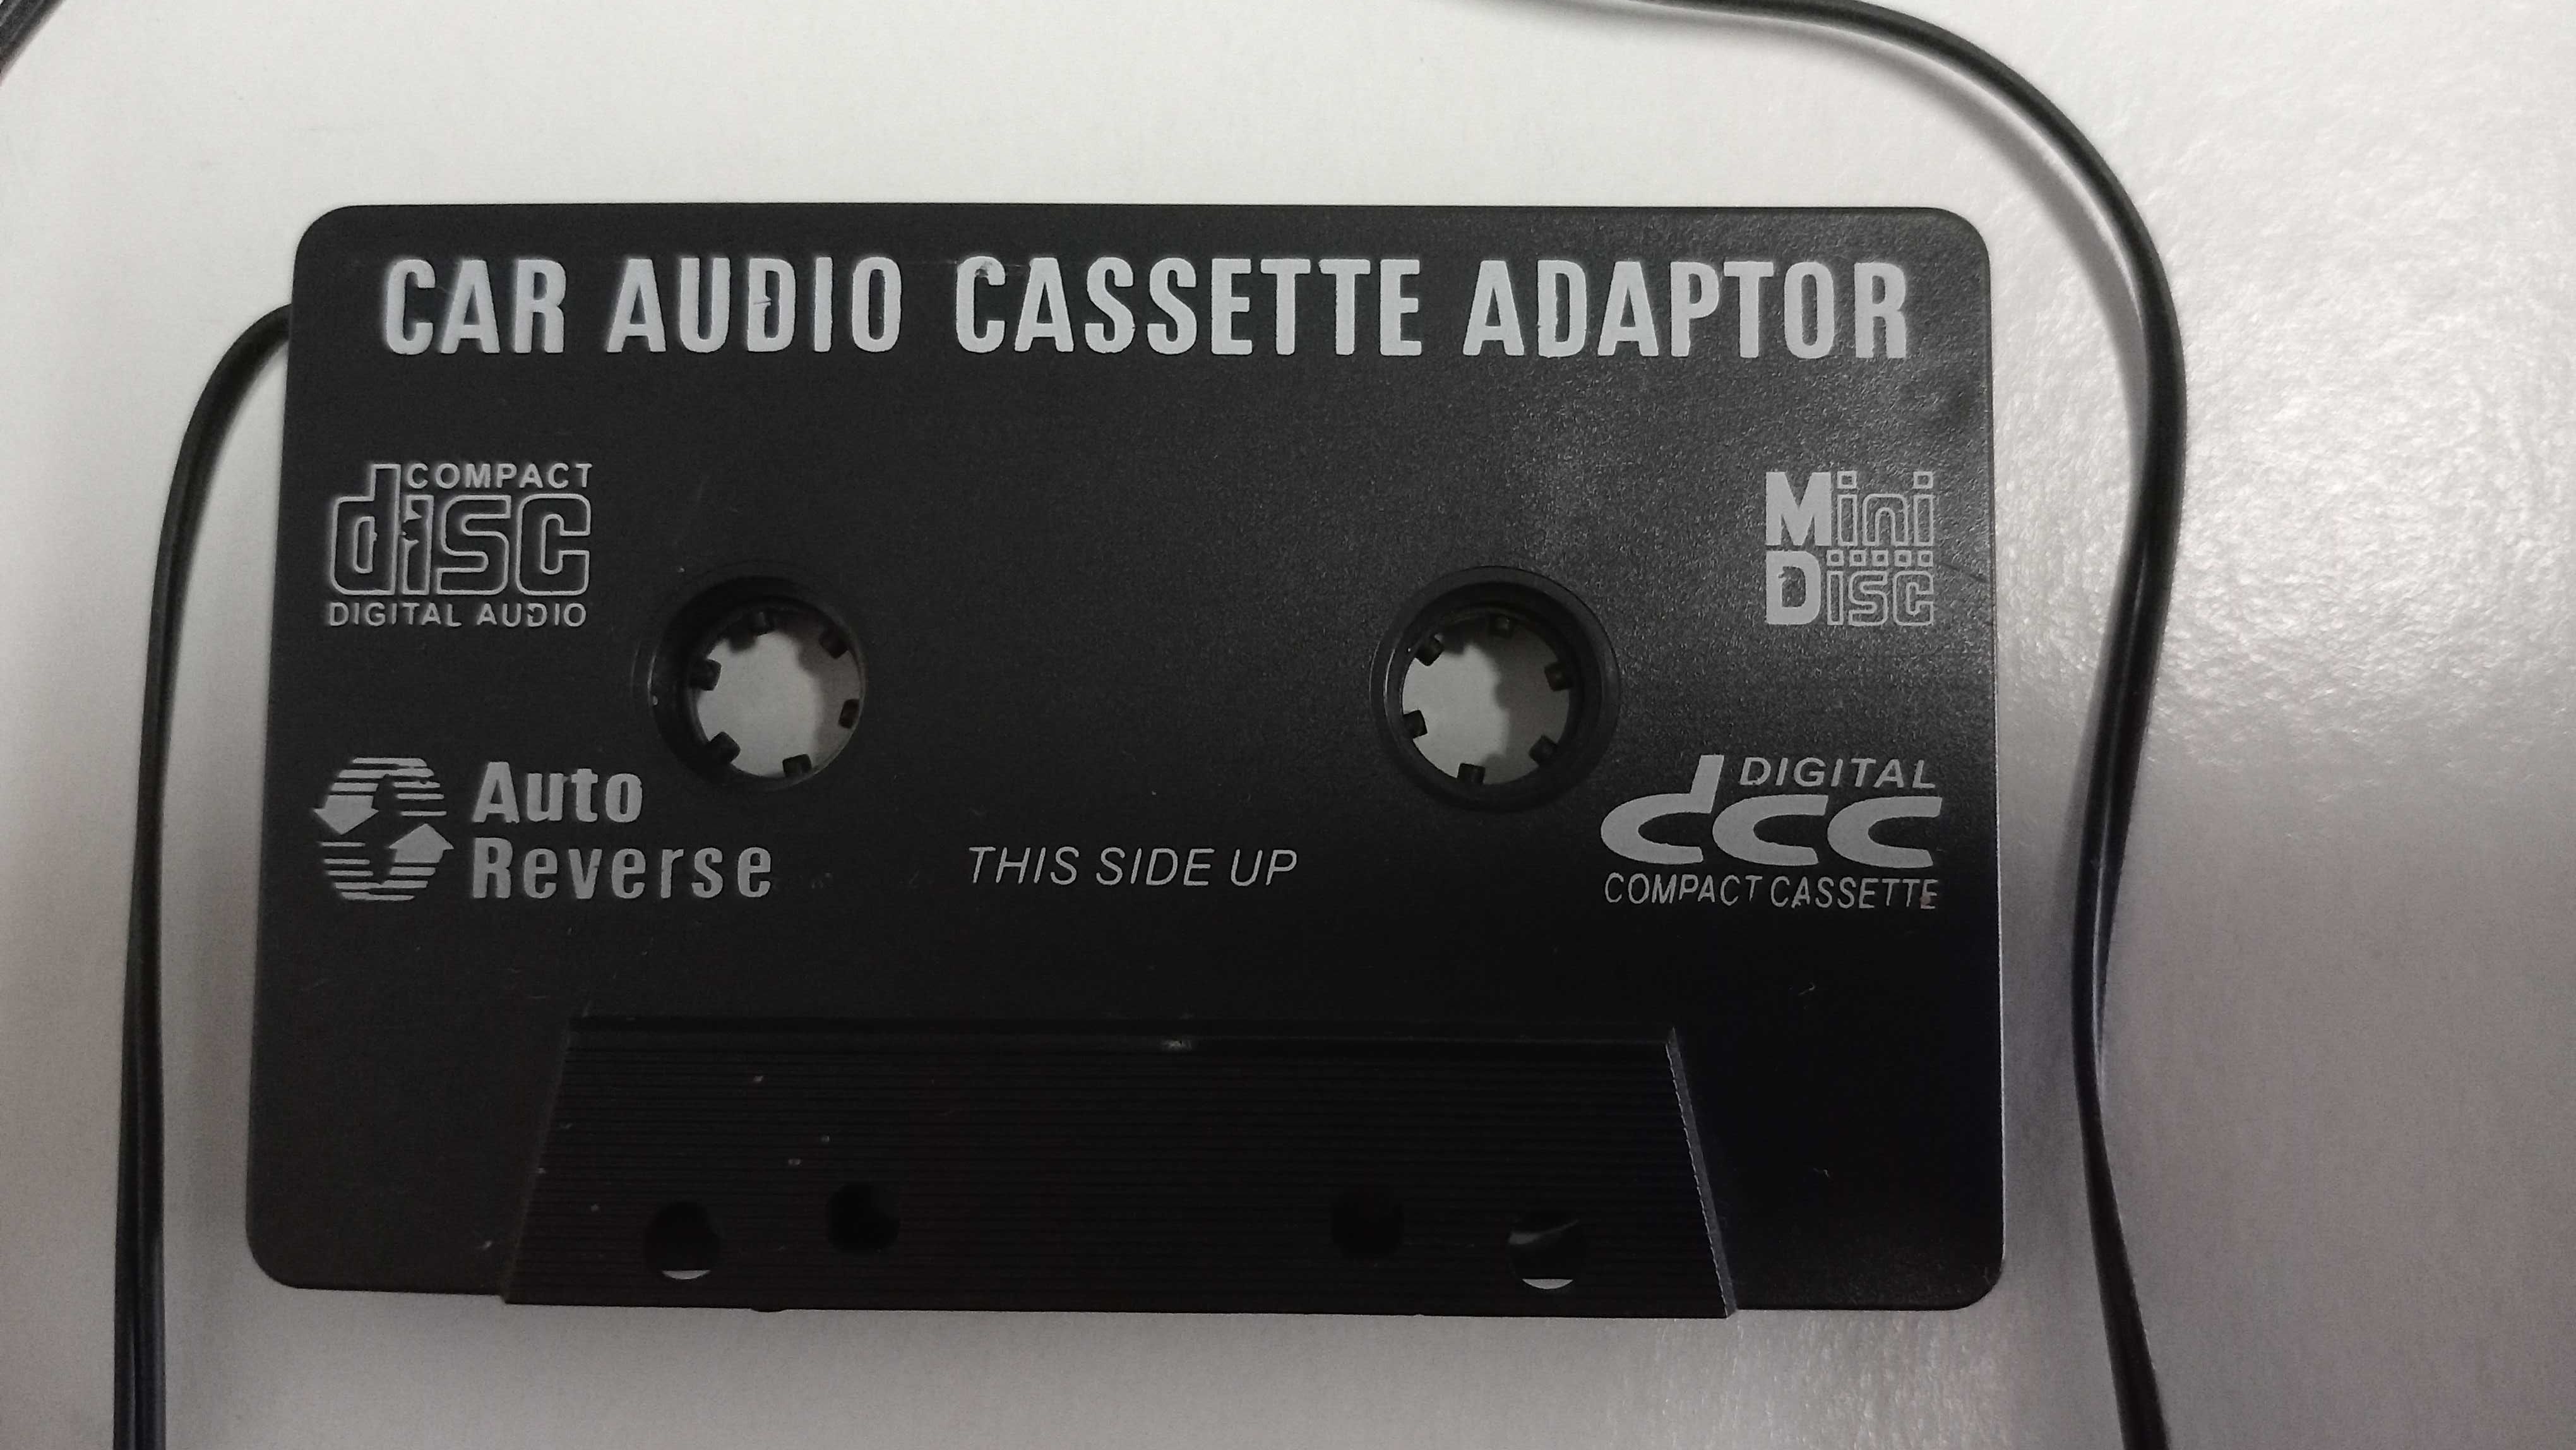 CAR AUDIO CASSETTE ADAPTOR
COMPACT
disc
DIGITAL AUDIO
Mini
Disc
Auto
Reverse
THIS SIDE UP
DIGITAL
dcc
COMPACT CASSETTE